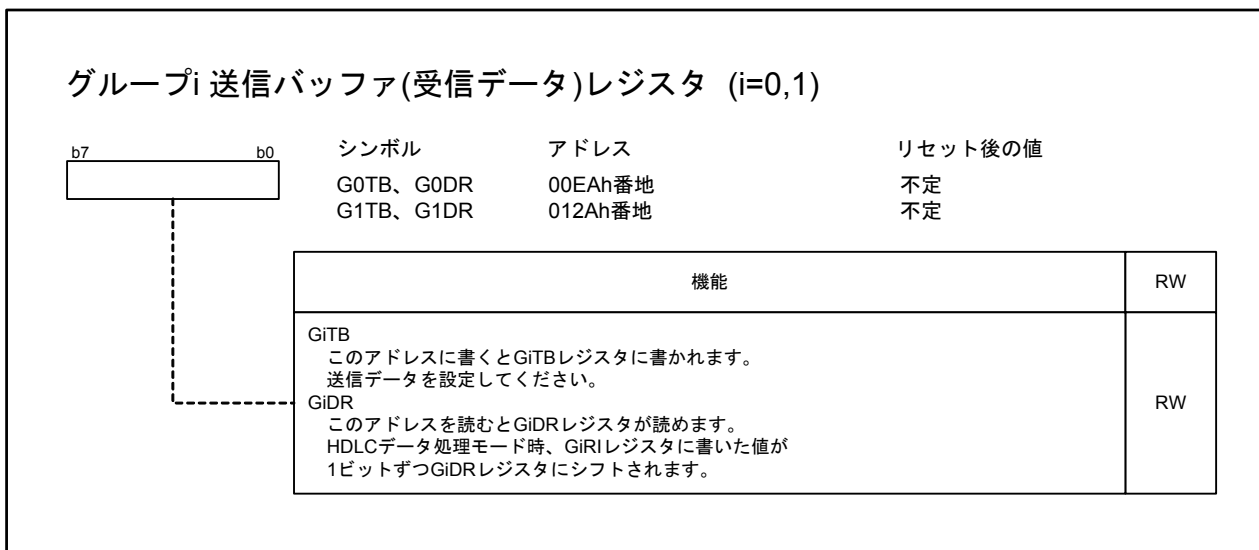 グループi 送信バッファ(受信データ)レジスタ (i=0,1)
b7 b0 シンボル アドレス リセット後の値
G0TB、G0DR 00EAh番地 不定
G1TB、G1DR 012Ah番地 不定
機能 RW
GiTB
このアドレスに書くとGiTBレジスタに書かれます。
送信データを設定してください。
GiDR RW
このアドレスを読むとGiDRレジスタが読めます。
HDLCデータ処理モード時、GiRIレジスタに書いた値が
1ビットずつGiDRレジスタにシフトされます。